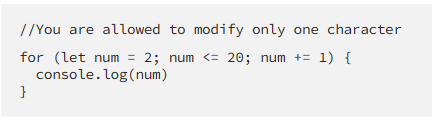 //You are allowed to modify only one character
for (let num = 2; num <= 20; num += 1) {
  console.log(num)
}